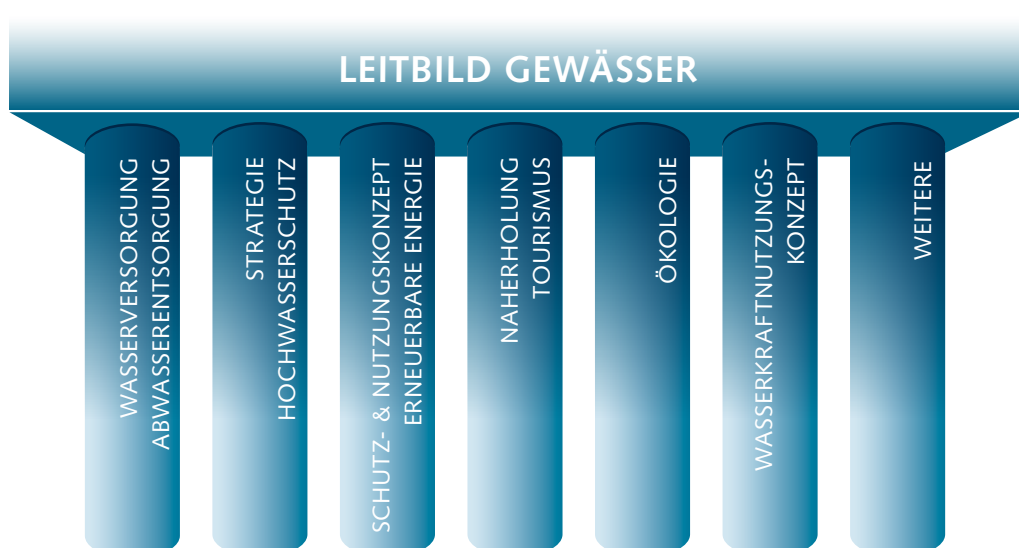 LEITBILD GEWÄSSER
WASSERVERSORGUNG
ABWASSERENTSORGUNG
STRATEGIE
HOCHWASSERSCHUTZ
SCHUTZ- & NUTZUNGSKONZEPT
ERNEUERBARE ENERGIE
NAHERHOLUNG
TOURISMUS
ÖKOLOGIE
WASSERKRAFTNUTZUNGS-
KONZEPT
WEITERE